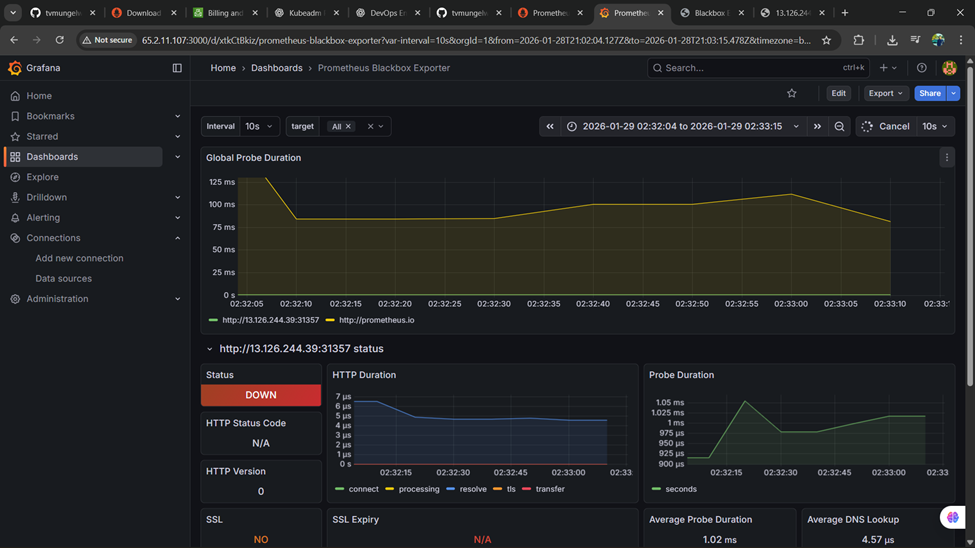 tvmungelv
Download
Billing and
Kubeadm
DevOps E
tvmungelv
Promethe
Prometh
Blackbox E
13.126.244
Not secure 65.2.11.107:3000/d/xtkCtBkiz/prometheus-blackbox-exporter?var-interval=10s&orgId=1&from=2026-01-28T21:02:04.127Z&to=2026-01-28T21:03:15.478Z&timezone=b...
Grafana
Home > Dashboards > Prometheus Blackbox Exporter
Search...
ctrl+k
Edit
Export
Share
Home
Bookmarks
Starred
Dashboards
Explore
Drilldown
Alerting
Connections
Add new connection
Data sources
Administration
Interval 10s target All
2026-01-29 02:32:04 to 2026-01-29 02:33:15
Cancel 10s
Global Probe Duration
125 ms
100 ms
75 ms
50 ms
25 ms
0 s
02:32:05 02:32:10 02:32:15 02:32:20 02:32:25 02:32:30 02:32:35 02:32:40 02:32:45 02:32:50 02:32:55 02:33:00 02:33:05 02:33:10 02:33:
http://13.126.244.39:31357 http://prometheus.io
http://13.126.244.39:31357 status
Status
DOWN
HTTP Status Code
N/A
HTTP Version
0
SSL
NO
HTTP Duration
7 µs
6 µs
5 µs
4 µs
3 µs
2 µs
1 µs
0 s
02:32:15 02:32:30 02:32:45 02:33:00 02:33:
connect processing resolve tls transfer
SSL Expiry
N/A
Probe Duration
1.05 ms
1.025 ms
1 ms
975 µs
950 µs
925 µs
900 µs
02:32:15 02:32:30 02:32:45 02:33:00 02:33:
seconds
Average Probe Duration
1.02 ms
Average DNS Lookup
4.57 µs